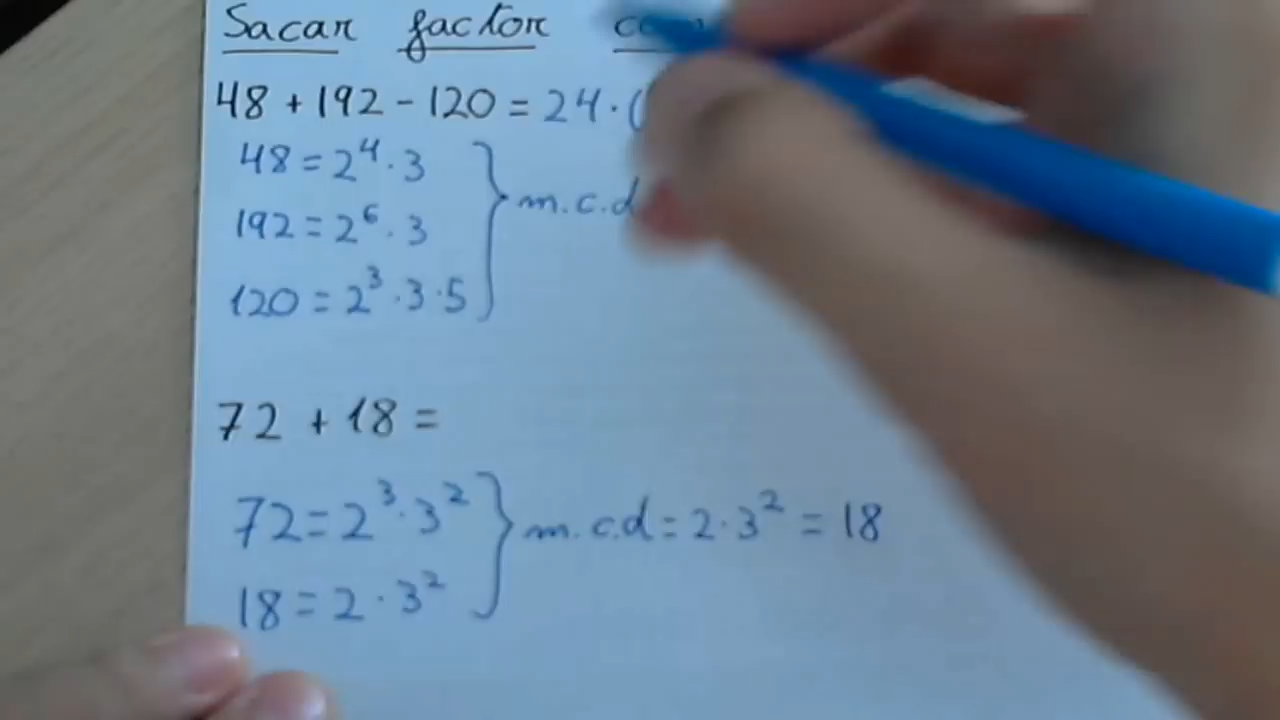 Sacar factor
48 + 192 - 120 = 24 · (
48 = 2⁴ · 3
192 = 2⁶ · 3
120 = 2³ · 3 · 5
} m.c.d
72 + 18 =
72 = 2³ · 3²
18 = 2 · 3²
} m.c.d = 2 · 3² = 18